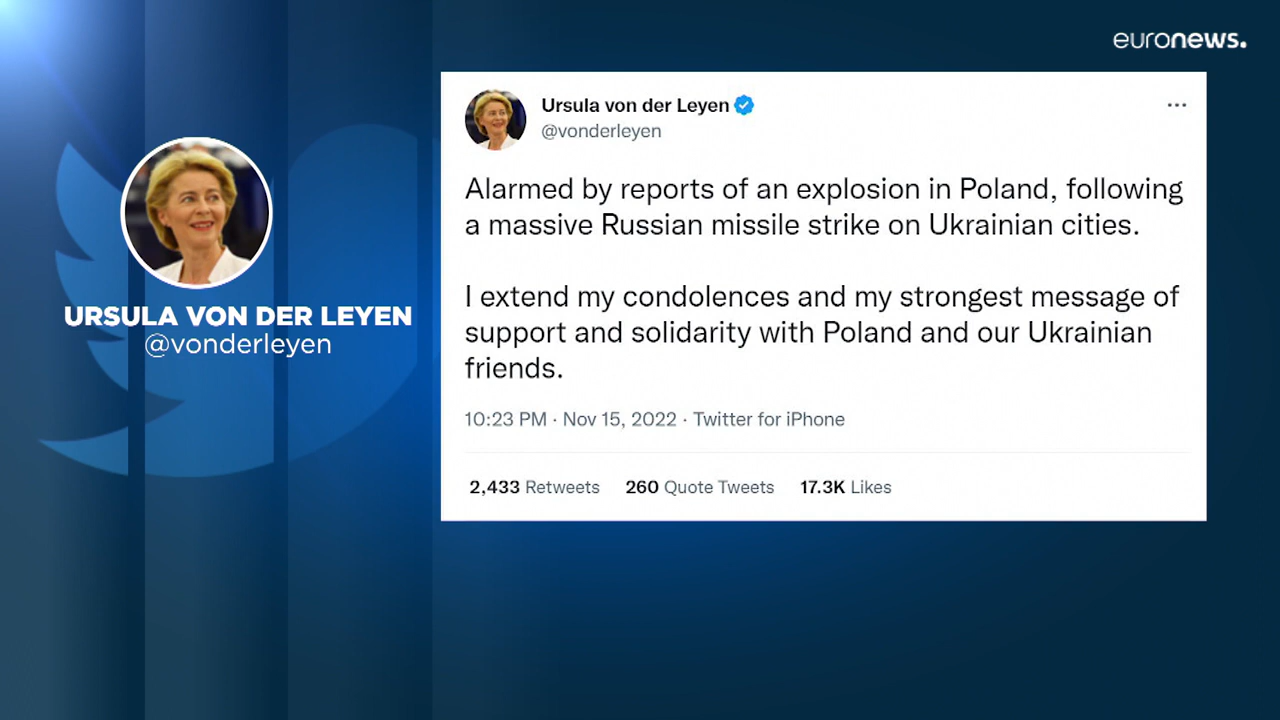 euronews.
Ursula von der Leyen
@vonderleyen
Alarmed by reports of an explosion in Poland, following
a massive Russian missile strike on Ukrainian cities.
I extend my condolences and my strongest message of
support and solidarity with Poland and our Ukrainian
friends.
10:23 PM · Nov 15, 2022 · Twitter for iPhone
2,433 Retweets 260 Quote Tweets 17.3K Likes
URSULA VON DER LEYEN
@vonderleyen